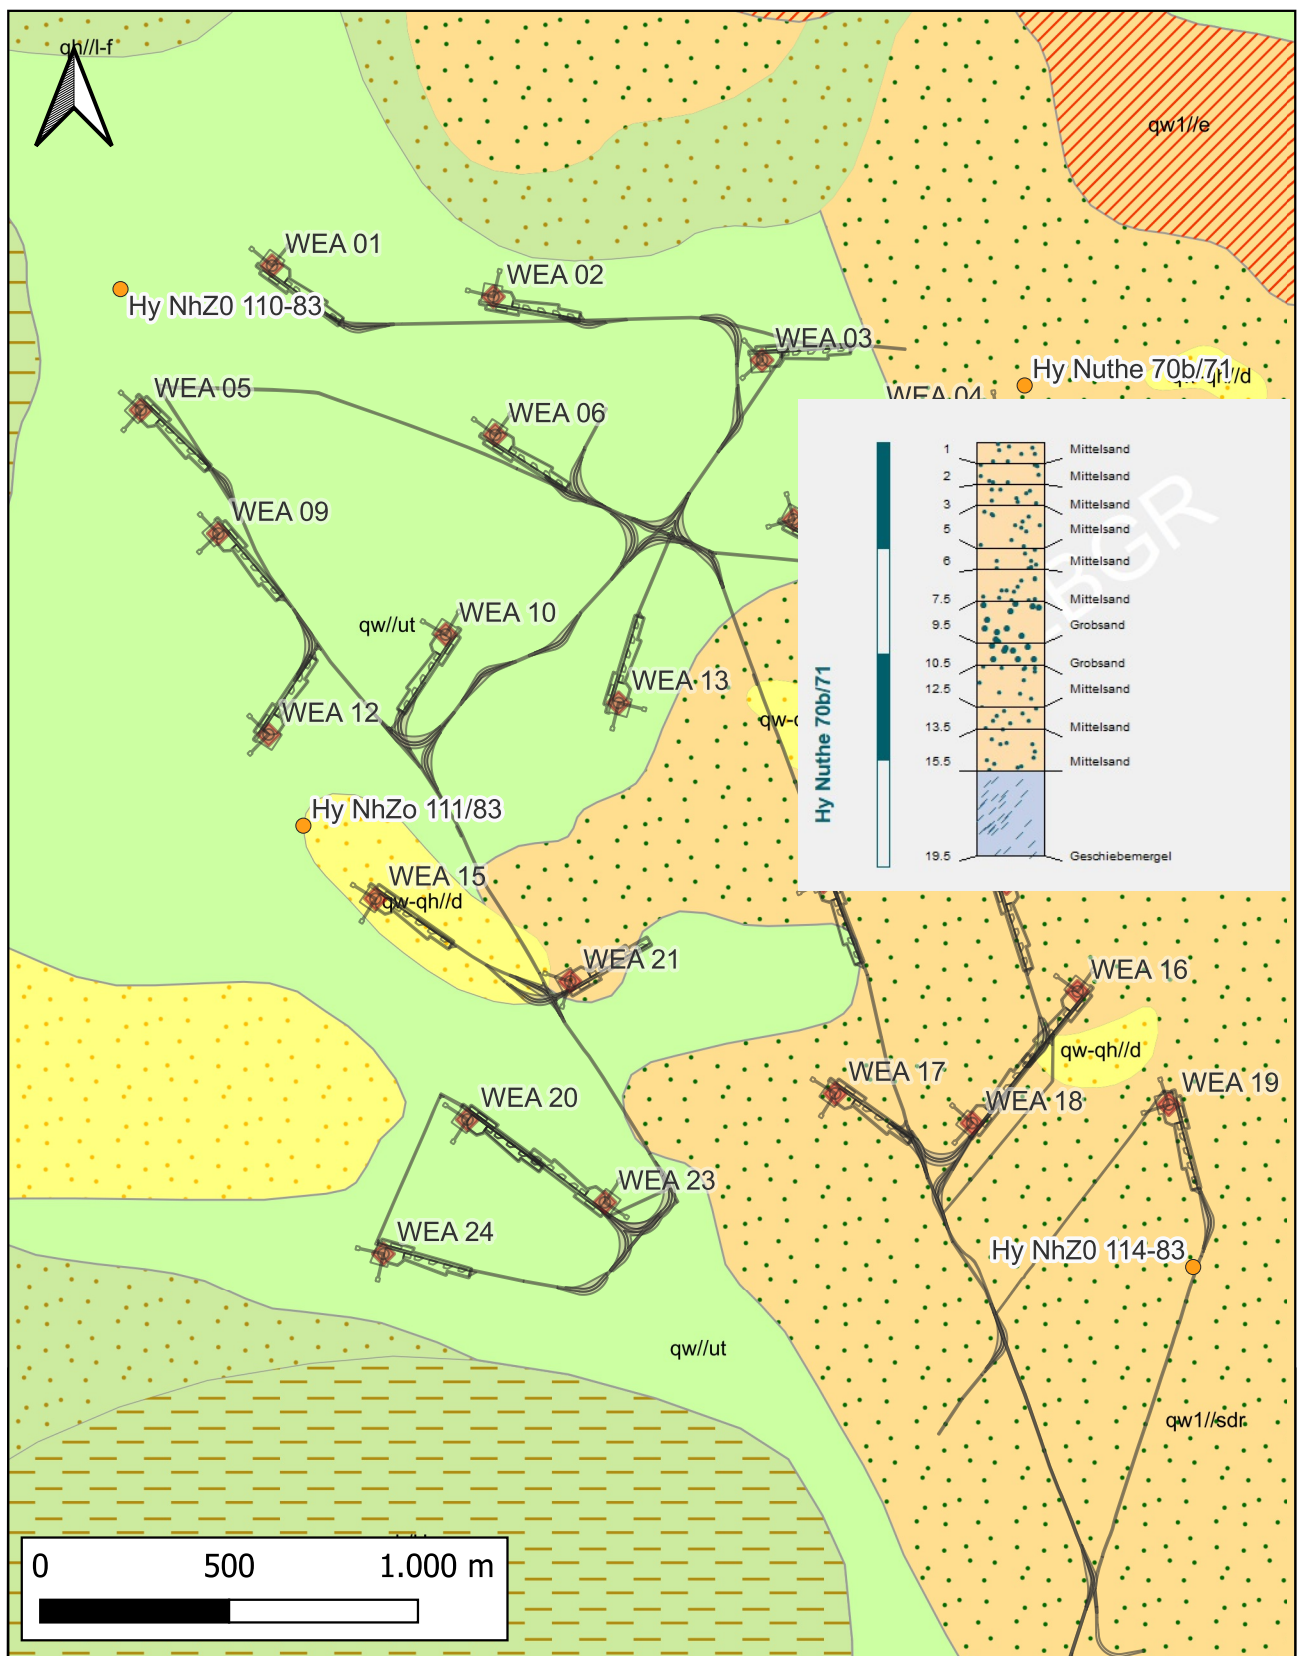 qh//l-f
qw1//e
WEA 01
WEA 02
Hy NhZ0 110-83
WEA 03
Hy Nuthe 70b/71
WEA 05
WEA 04
WEA 06
WEA 09
WEA 10
qw//ut
WEA 13
WEA 12
Hy NhZo 111/83
WEA 15
qw-qh//d
WEA 21
Hy Nuthe 70b/71
1 Mittelsand
2 Mittelsand
3 Mittelsand
5 Mittelsand
6 Mittelsand
7.5 Mittelsand
9.5 Grobsand
10.5 Grobsand
12.5 Mittelsand
13.5 Mittelsand
15.5 Mittelsand
19.5 Geschiebemergel
WEA 16
qw-qh//d
WEA 17
WEA 18
WEA 19
WEA 20
WEA 23
WEA 24
Hy NhZ0 114-83
qw//ut
qw1//sdr
0 500 1.000 m